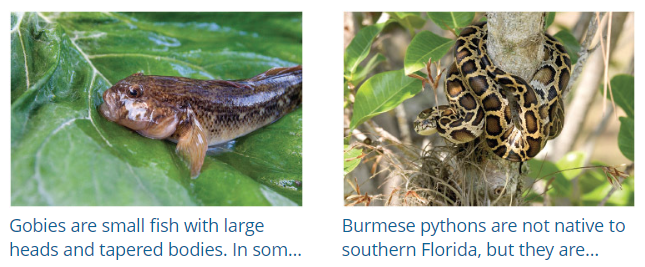 Gobies are small fish with large
heads and tapered bodies. In som...
Burmese pythons are not native to
southern Florida, but they are...